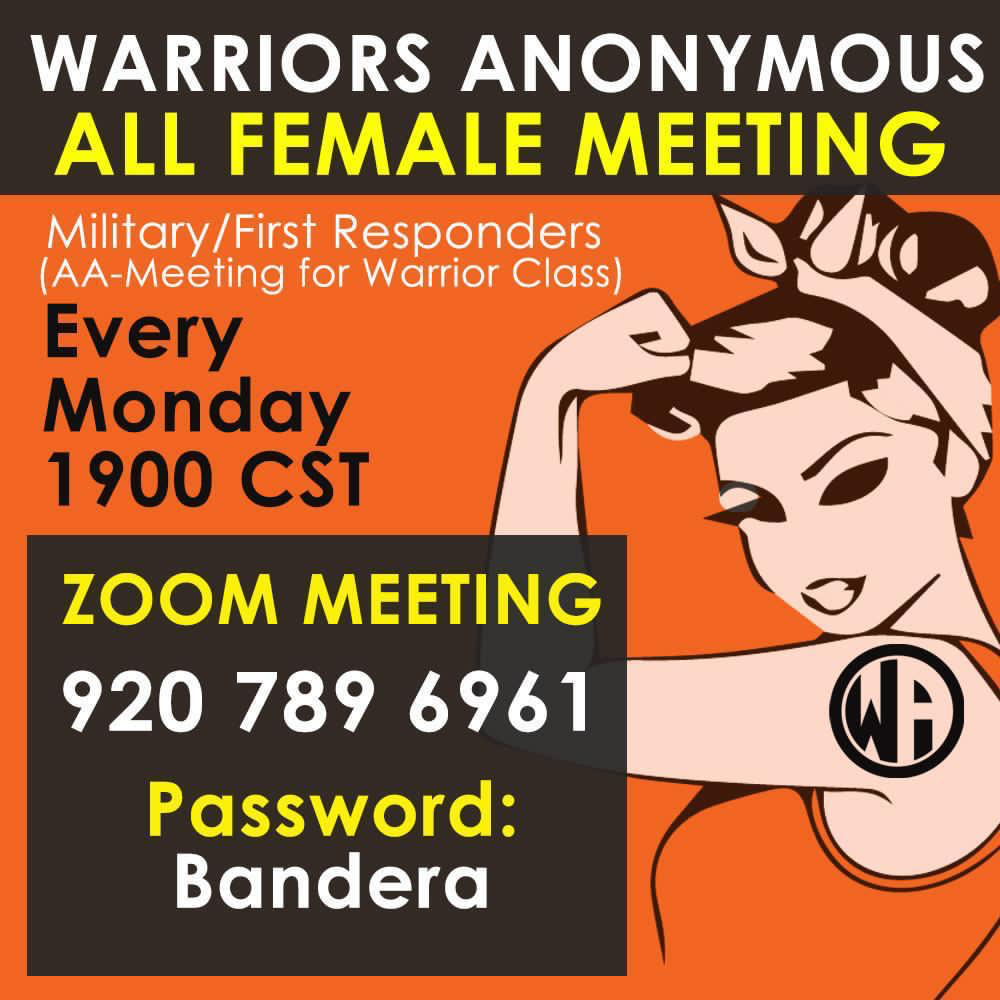 WARRIORS ANONYMOUS
ALL FEMALE MEETING
Military/First Responders
(AA-Meeting for Warrior Class)
Every
Monday
1900 CST
ZOOM MEETING
920 789 6961
Password:
Bandera
WA